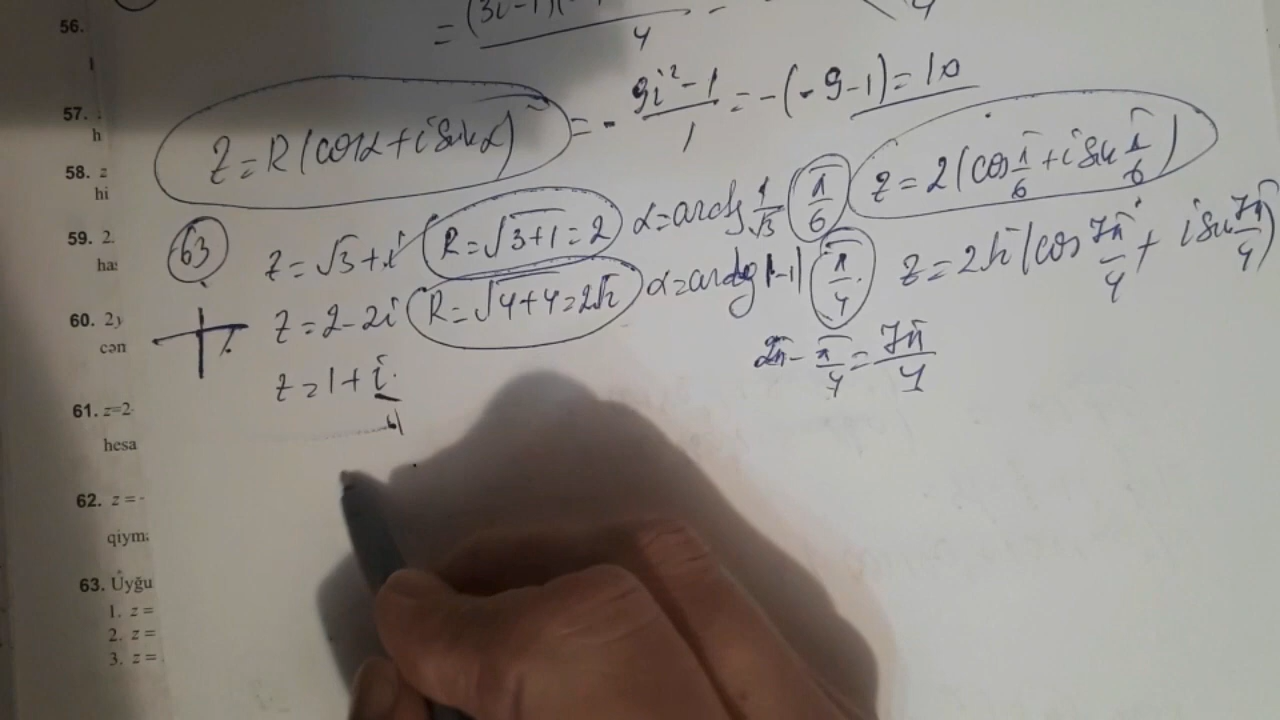 56.
= (3i-1)(
4
57.
h
z = R(cosα + i sinα) = - 9i² - 1 / 1 = -(-9-1) = 10
58. z
hi
59. 2.
ha:
63 z = √3 + i R = √3+1 = 2 α = arctg 1/√3 π/6 z = 2(cos π/6 + i sin π/6)
60. 2y
cən
z = 2 - 2i R = √4+4 = 2√2 α = arctg |-1| π/4 z = 2√2 (cos 7π/4 + i sin 7π/4)
2π - π/4 = 7π/4
z = 1 + i
61. z=2
hesa
62. z = -
qiym
63. Uyğu
1. z =
2. z =
3. z =